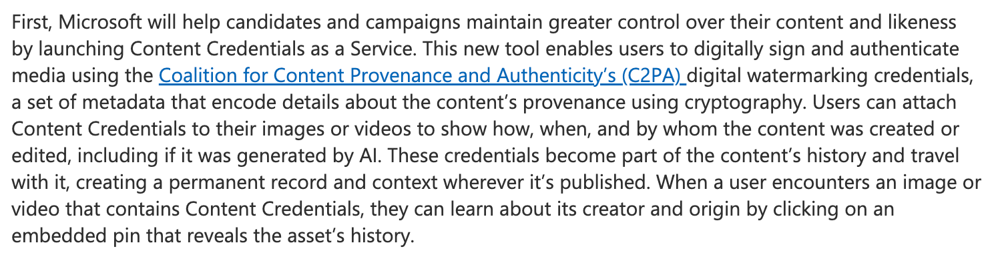 First, Microsoft will help candidates and campaigns maintain greater control over their content and likeness
by launching Content Credentials as a Service. This new tool enables users to digitally sign and authenticate
media using the Coalition for Content Provenance and Authenticity’s (C2PA) digital watermarking credentials,
a set of metadata that encode details about the content’s provenance using cryptography. Users can attach
Content Credentials to their images or videos to show how, when, and by whom the content was created or
edited, including if it was generated by AI. These credentials become part of the content’s history and travel
with it, creating a permanent record and context wherever it’s published. When a user encounters an image or
video that contains Content Credentials, they can learn about its creator and origin by clicking on an
embedded pin that reveals the asset’s history.